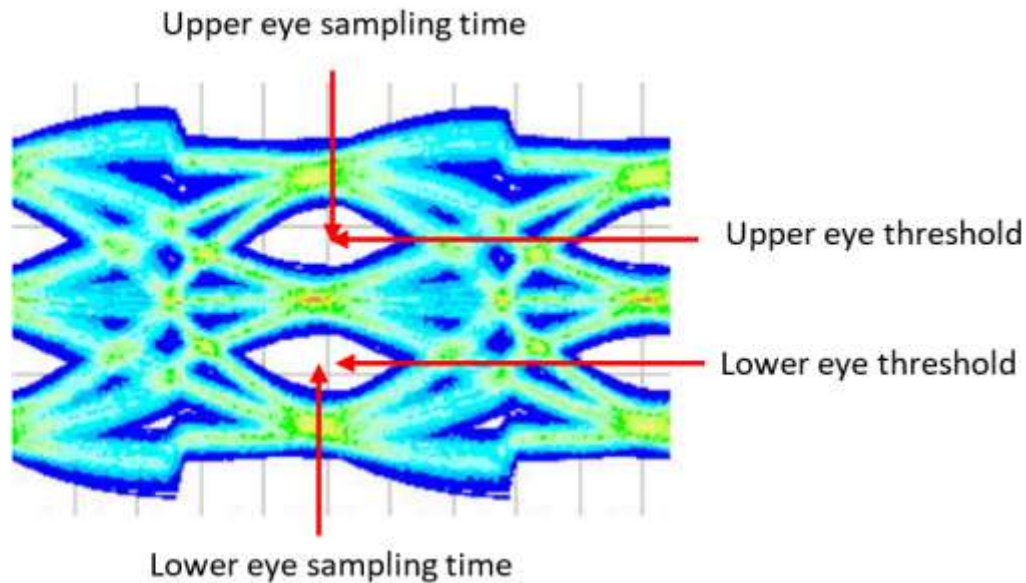 Upper eye sampling time
Upper eye threshold
Lower eye threshold
Lower eye sampling time